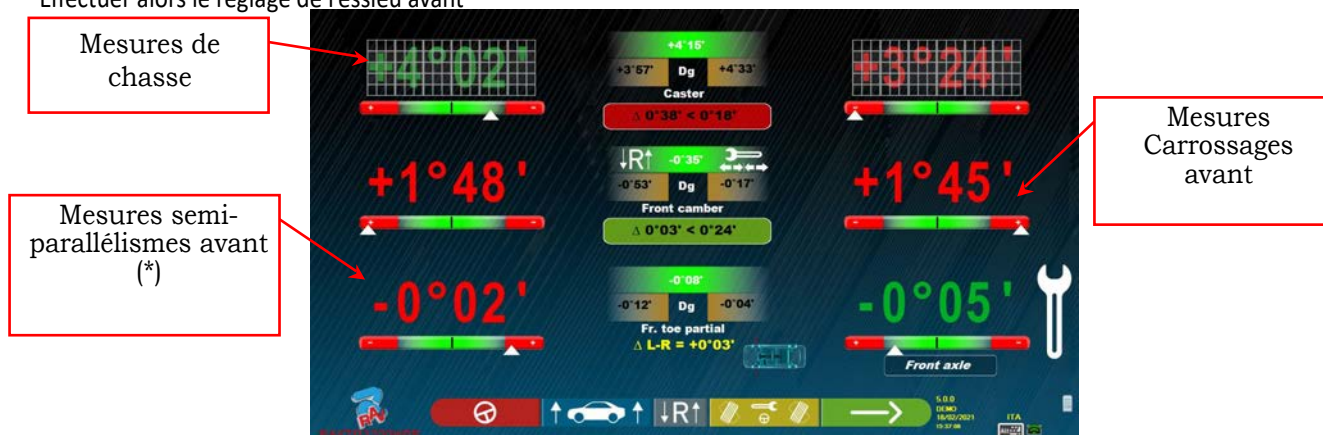 Effectuer alors le réglage de l'essieu avant
Mesures de
chasse
Mesures semi-
parallélismes avant
(*)
Mesures
Carrossages
avant
+4°02'
+4°15'
+3°57' Dg +4°33'
Caster
Δ 0°38' < 0°18'
+3°24'
+1°48'
↓R↑ -0°35'
-0°53' Dg -0°17'
Front camber
Δ 0°03' < 0°24'
+1°45'
-0°02'
-0°08'
-0°12' Dg -0°04'
Fr. toe partial
Δ L-R = +0°03'
-0°05'
Front axle
RAV
↓R↑
5.0.0
DEMO
18/02/2021
15:37:08
ITA